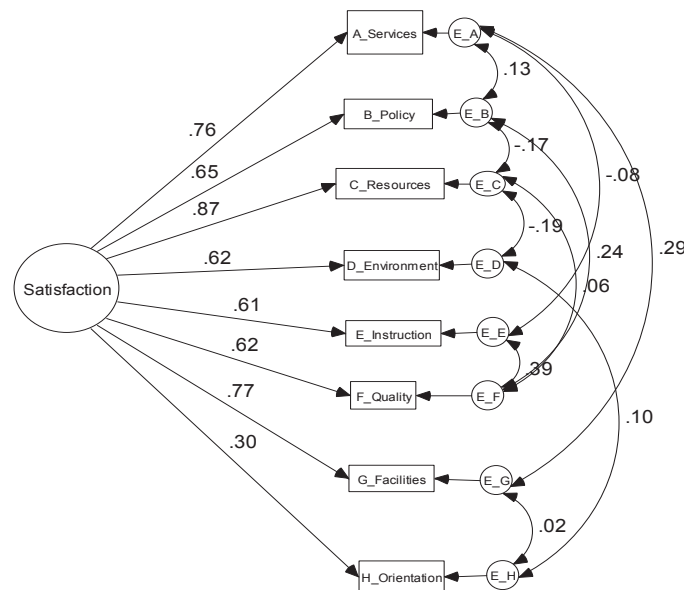 A_Services
E_A
.13
.76
B_Policy
E_B
.65
-.17
-.08
C_Resources
E_C
.87
-.19
.62
D_Environment
E_D
.24
.29
.06
Satisfaction
.61
E_Instruction
E_E
.62
.39
F_Quality
E_F
.77
.10
.30
G_Facilities
E_G
.02
H_Orientation
E_H